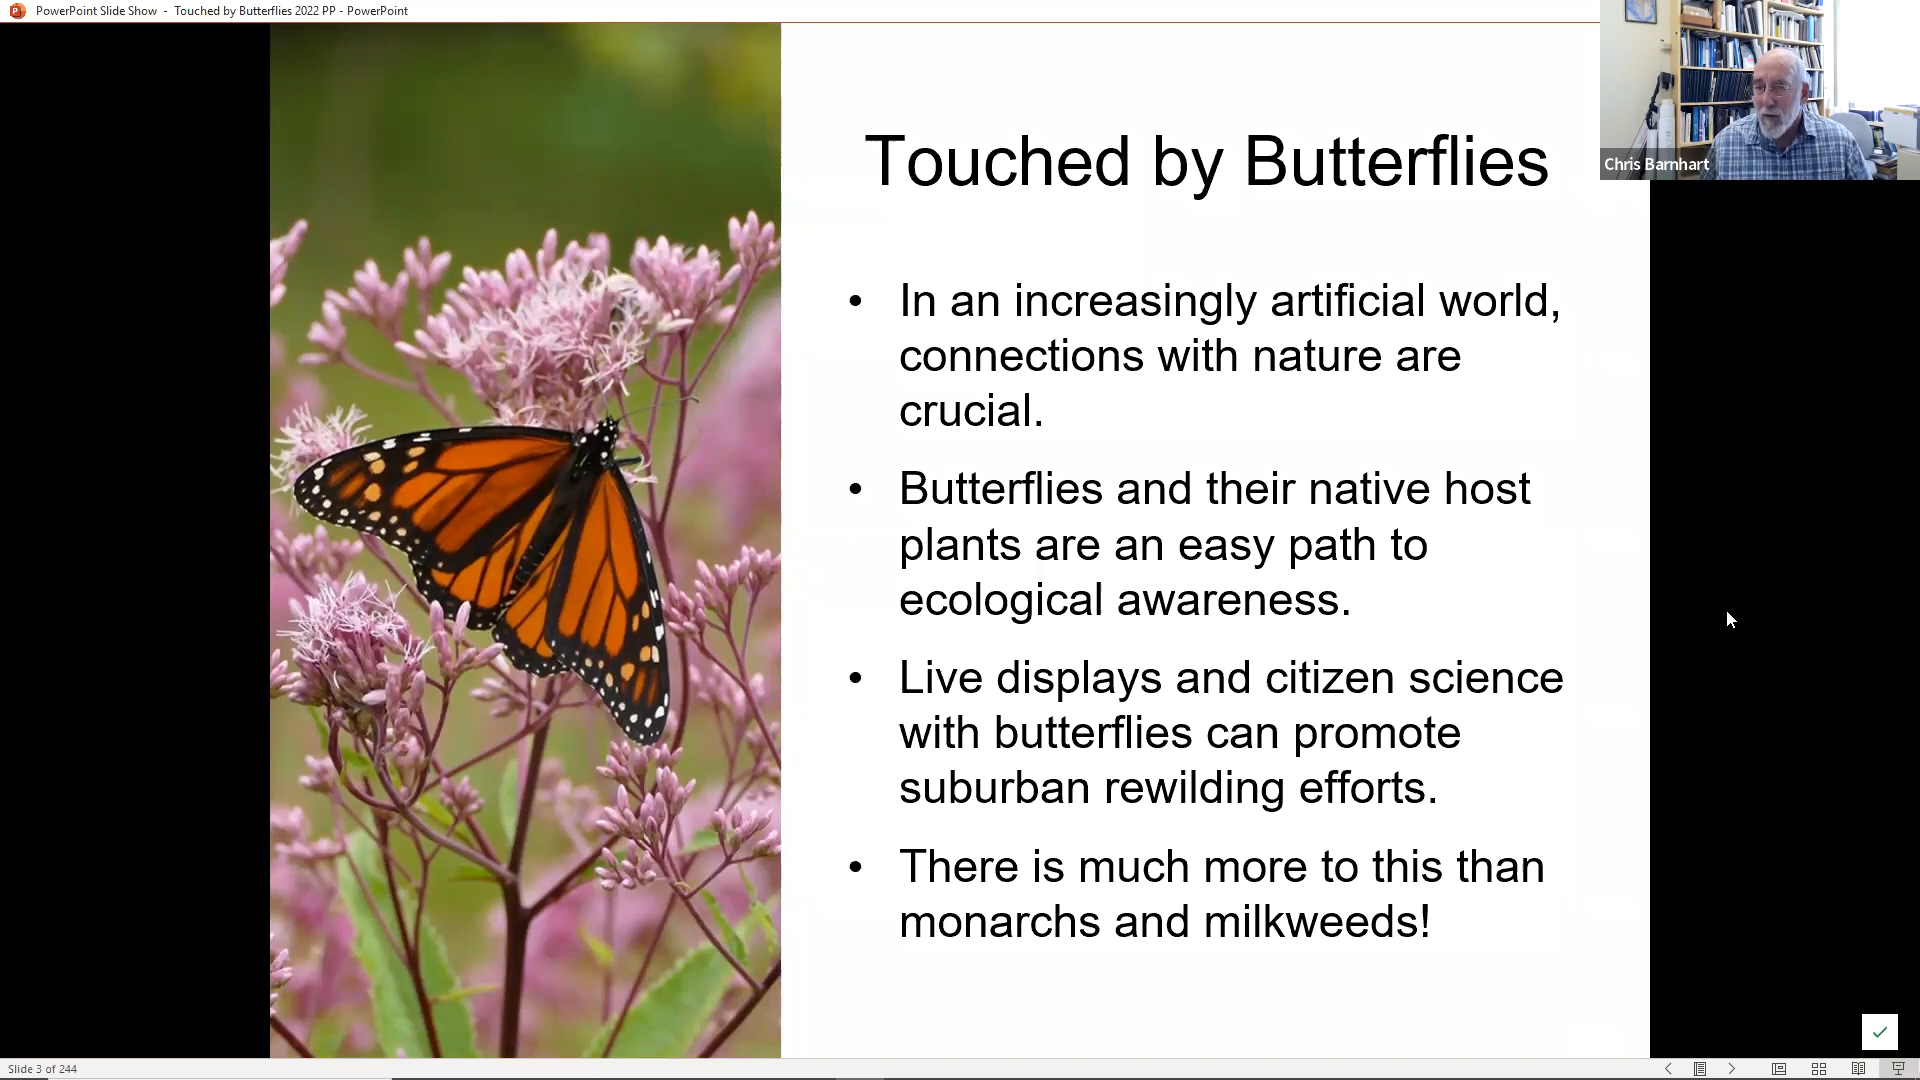 PowerPoint Slide Show - Touched by Butterflies 2022 PP - PowerPoint
Chris Barnhart
Touched by Butterflies
• In an increasingly artificial world,
connections with nature are
crucial.
• Butterflies and their native host
plants are an easy path to
ecological awareness.
• Live displays and citizen science
with butterflies can promote
suburban rewilding efforts.
• There is much more to this than
monarchs and milkweeds!
Slide 3 of 244